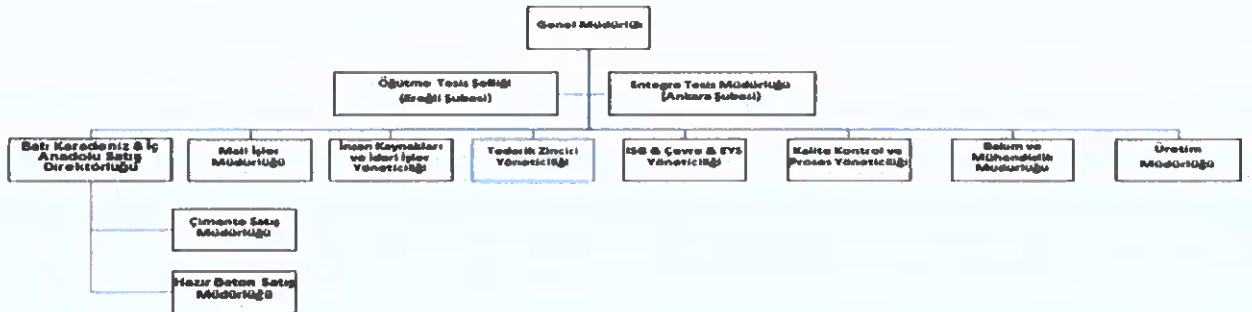 Genel Müdürlük
Öğütme Tesis Şefliği
(Ereğli Şubesi)
Entegre Tesis Müdürlüğü
(Ankara Şubesi)
Batı Karadeniz & İç
Anadolu Satış
Direktörlüğü
Mali İşler
Müdürlüğü
İnsan Kaynakları
ve İdari İşler
Yöneticiliği
Tedarik Zinciri
Yöneticiliği
ISG & Çevre & EYS
Yöneticiliği
Kalite Kontrol ve
Proses Yöneticiliği
Bakım ve
Mühendislik
Müdürlüğü
Üretim
Müdürlüğü
Çimento Satış
Müdürlüğü
Hazır Beton Satış
Müdürlüğü